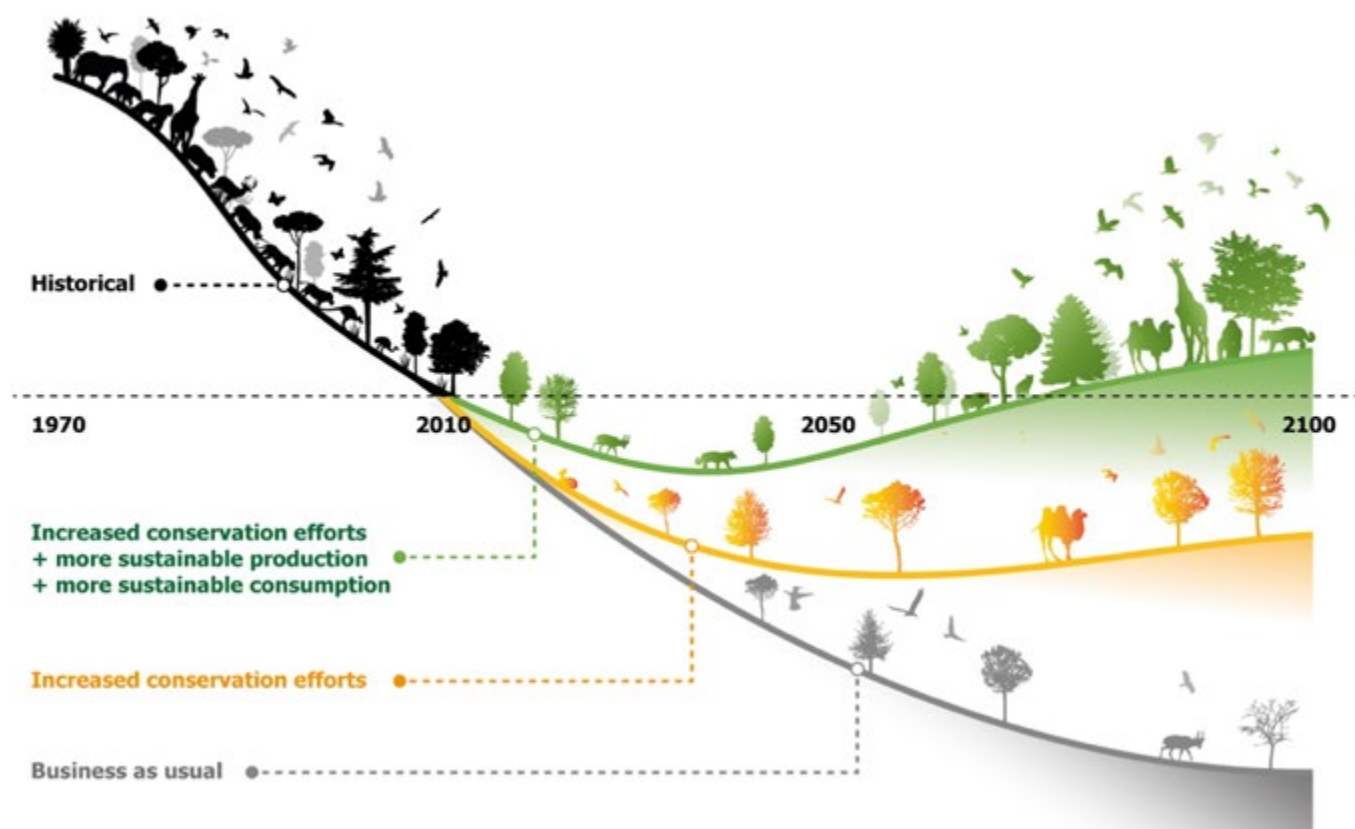 Historical
1970 2010 2050 2100
Increased conservation efforts
+ more sustainable production
+ more sustainable consumption
Increased conservation efforts
Business as usual